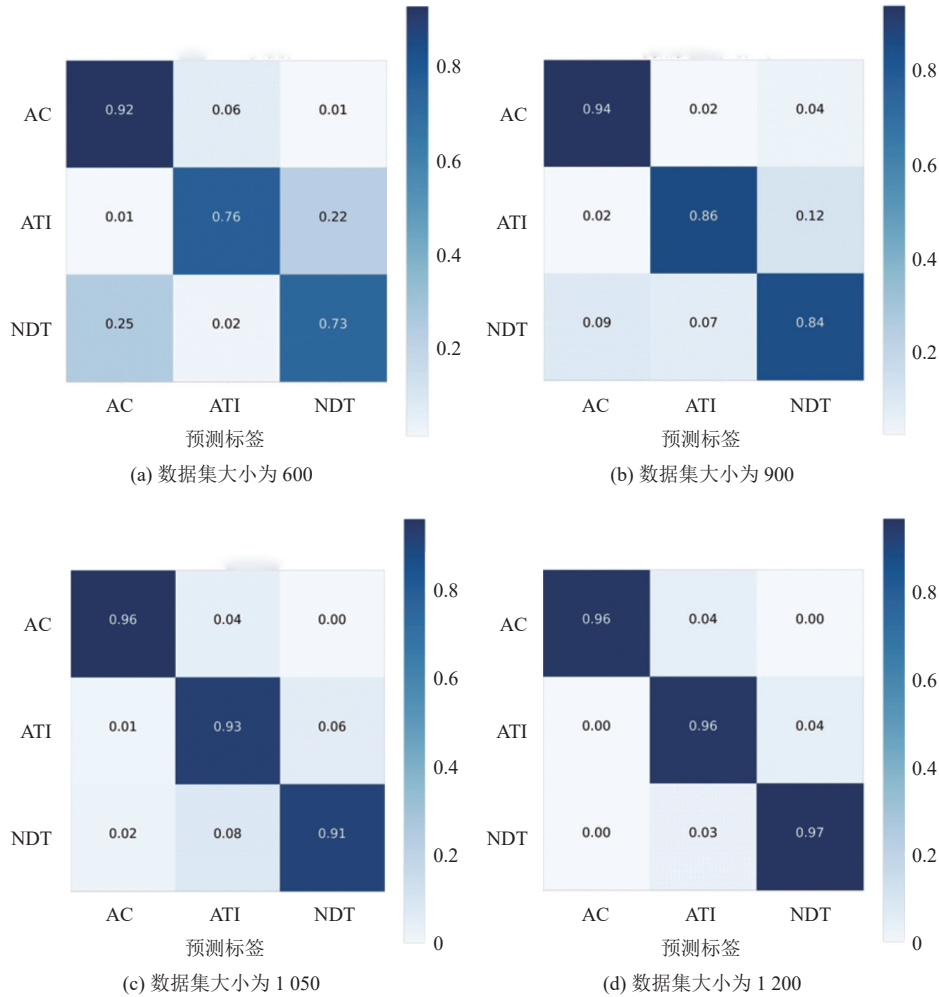 AC 0.92 0.06 0.01
ATI 0.01 0.76 0.22
NDT 0.25 0.02 0.73
AC ATI NDT
0.8
0.6
0.4
0.2
预测标签
(a) 数据集大小为 600
AC 0.94 0.02 0.04
ATI 0.02 0.86 0.12
NDT 0.09 0.07 0.84
AC ATI NDT
0.8
0.6
0.4
0.2
预测标签
(b) 数据集大小为 900
AC 0.96 0.04 0.00
ATI 0.01 0.93 0.06
NDT 0.02 0.08 0.91
AC ATI NDT
0.8
0.6
0.4
0.2
0
预测标签
(c) 数据集大小为 1 050
AC 0.96 0.04 0.00
ATI 0.00 0.96 0.04
NDT 0.00 0.03 0.97
AC ATI NDT
0.8
0.6
0.4
0.2
0
预测标签
(d) 数据集大小为 1 200